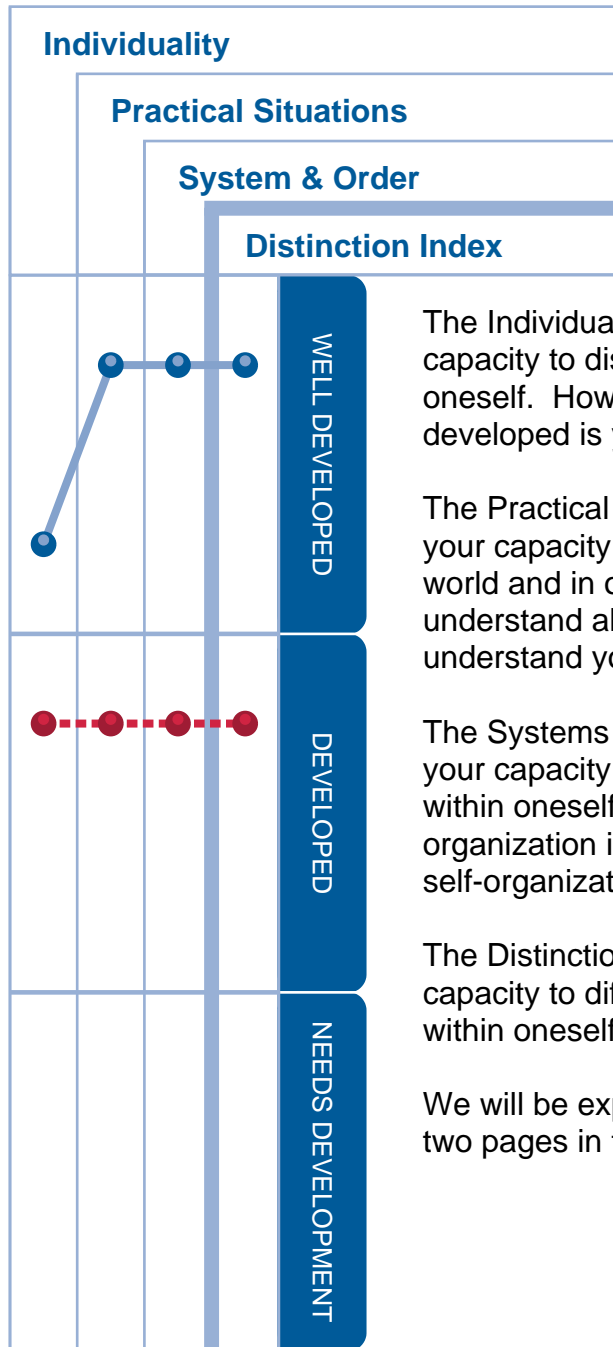 Individuality
Practical Situations
System & Order
Distinction Index
WELL DEVELOPED
The Individua
capacity to dis
oneself. How
developed is
The Practical
your capacity
world and in
understand al
understand yo
DEVELOPED
The Systems
your capacity
within oneself
organization i
self-organizat
The Distinctio
capacity to dif
within oneself
NEEDS DEVELOPMENT
We will be exp
two pages in